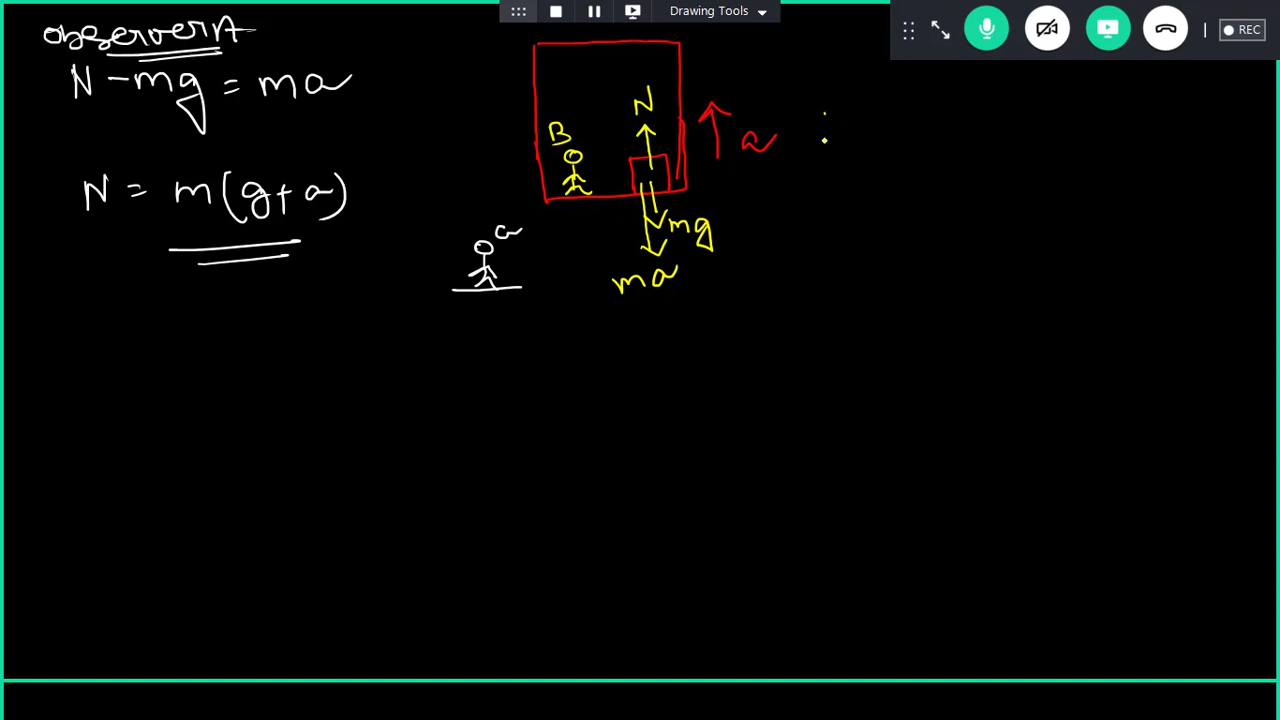 Drawing Tools
REC
observer A
N - mg = ma
N = m(g + a)
N
B
a
mg
a
ma